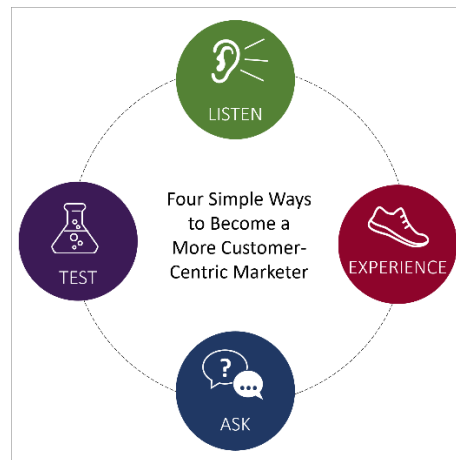 LISTEN
Four Simple Ways
to Become a
More Customer-
Centric Marketer
EXPERIENCE
TEST
?
ASK